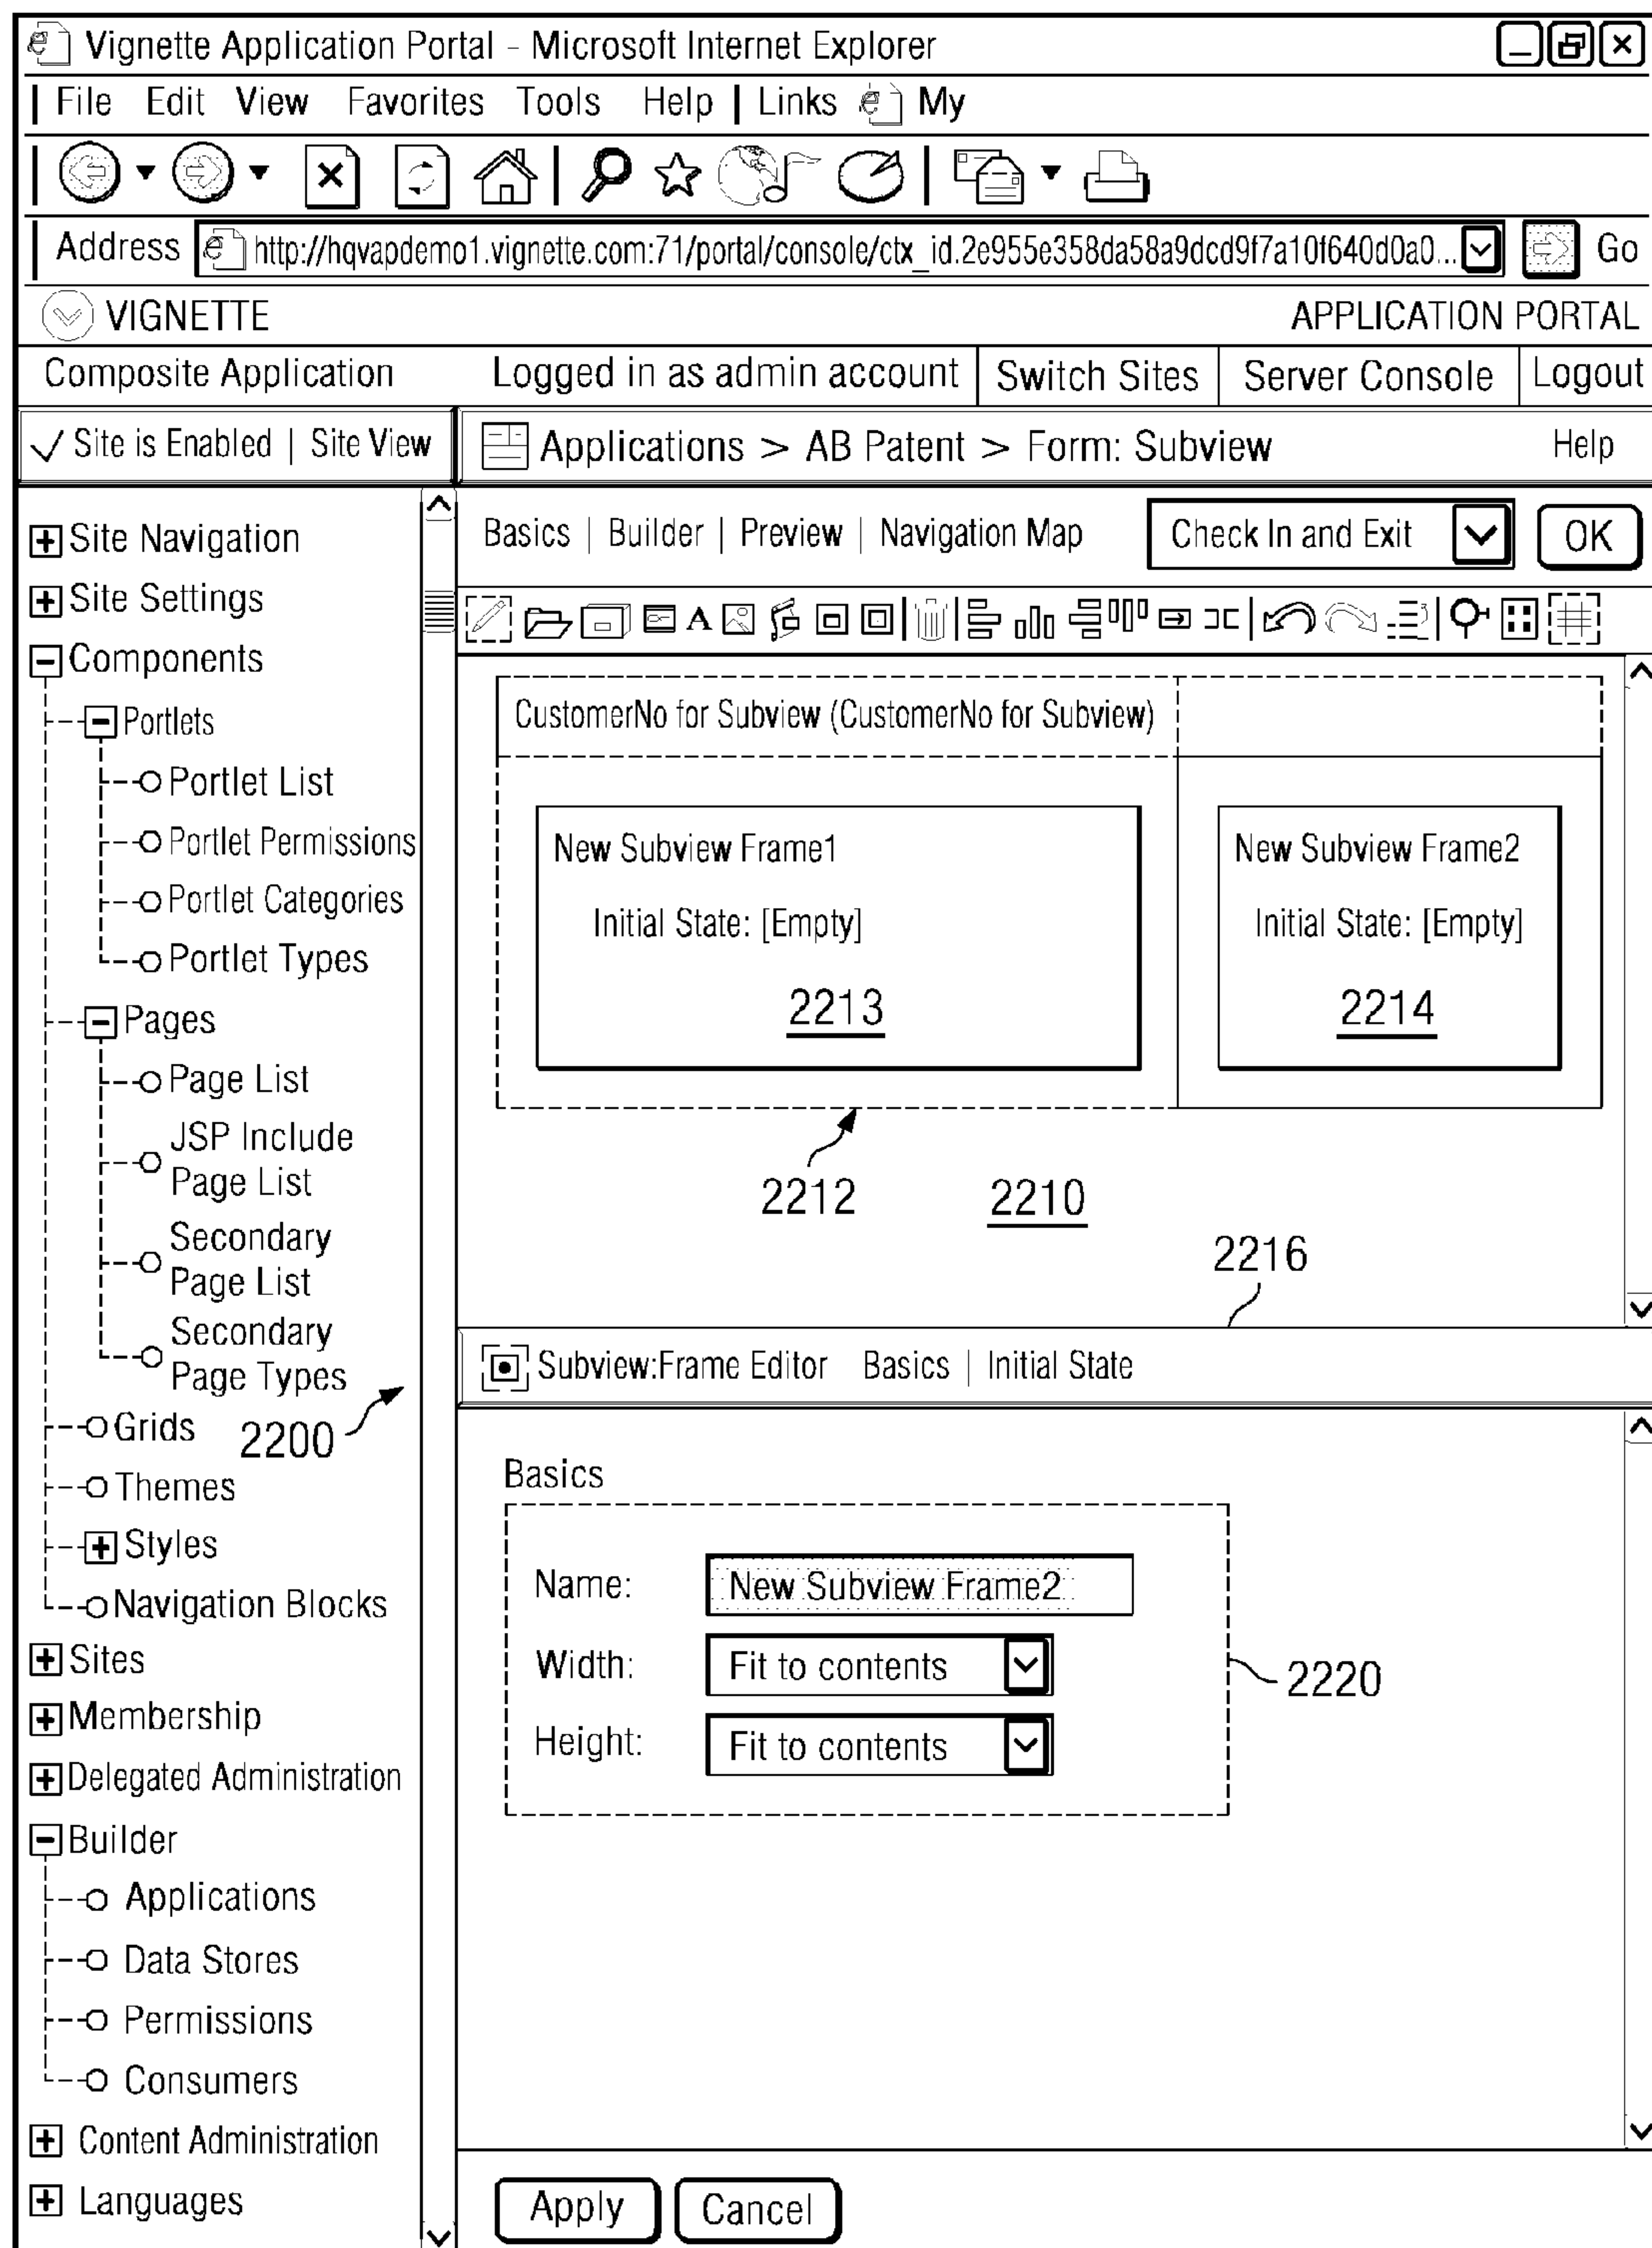 Vignette Application Portal - Microsoft Internet Explorer
File Edit View Favorites Tools Help | Links My
Address http://hqvapdemo1.vignette.com:71/portal/console/ctx_id.2e955e358da58a9dcd9f7a10f640d0a0... Go
VIGNETTE APPLICATION PORTAL
Composite Application Logged in as admin account Switch Sites Server Console Logout
Site is Enabled | Site View
Applications > AB Patent > Form: Subview Help
Site Navigation
Site Settings
Components
Portlets
Portlet List
Portlet Permissions
Portlet Categories
Portlet Types
Pages
Page List
JSP Include
Page List
Secondary
Page List
Secondary
Page Types
Grids
2200
Themes
Styles
Navigation Blocks
Sites
Membership
Delegated Administration
Builder
Applications
Data Stores
Permissions
Consumers
Content Administration
Languages
Basics | Builder | Preview | Navigation Map Check In and Exit OK
A
CustomerNo for Subview (CustomerNo for Subview)
New Subview Frame1
Initial State: [Empty]
2213
New Subview Frame2
Initial State: [Empty]
2214
2212
2210
2216
Subview:Frame Editor Basics | Initial State
Basics
Name: New Subview Frame2
Width: Fit to contents
2220
Height: Fit to contents
Apply Cancel